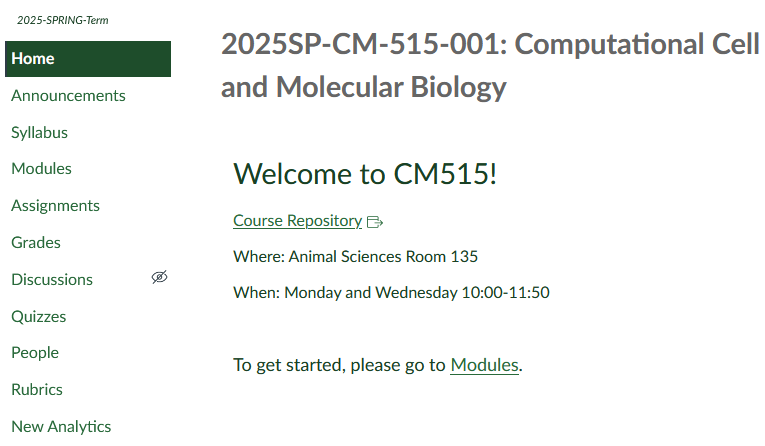 2025-SPRING-Term
Home
Announcements
Syllabus
Modules
Assignments
Grades
Discussions
Quizzes
People
Rubrics
New Analytics
2025SP-CM-515-001: Computational Cell
and Molecular Biology
Welcome to CM515!
Course Repository
Where: Animal Sciences Room 135
When: Monday and Wednesday 10:00-11:50
To get started, please go to Modules.